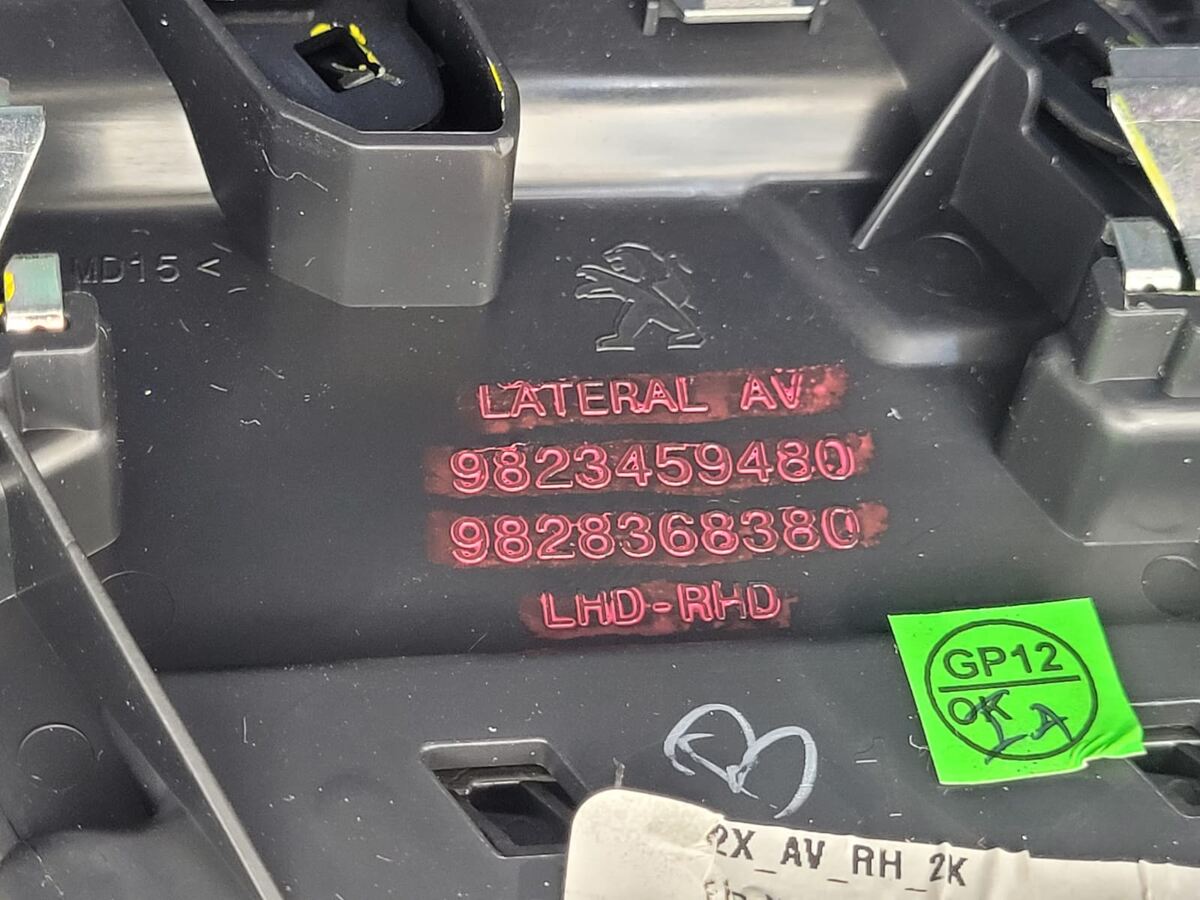 MD15 <
LATERAL AV
9823459480
9828368380
LHD-RHD
GP12
OK
LA
2X_AV_RH_2K